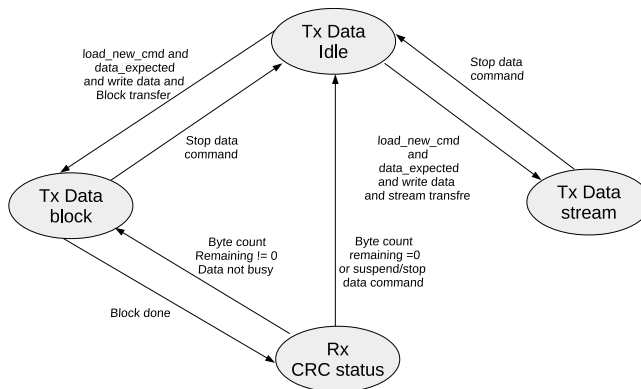 Tx Data
Idle
load_new_cmd and
data_expected
and write data and
Block transfer
Stop data
command
Stop data
command
load_new_cmd
and
data_expected
and write data
and stream transfre
Tx Data
block
Tx Data
stream
Byte count
Remaining != 0
Data not busy
Byte count
remaining =0
or suspend/stop
data command
Block done
Rx
CRC status